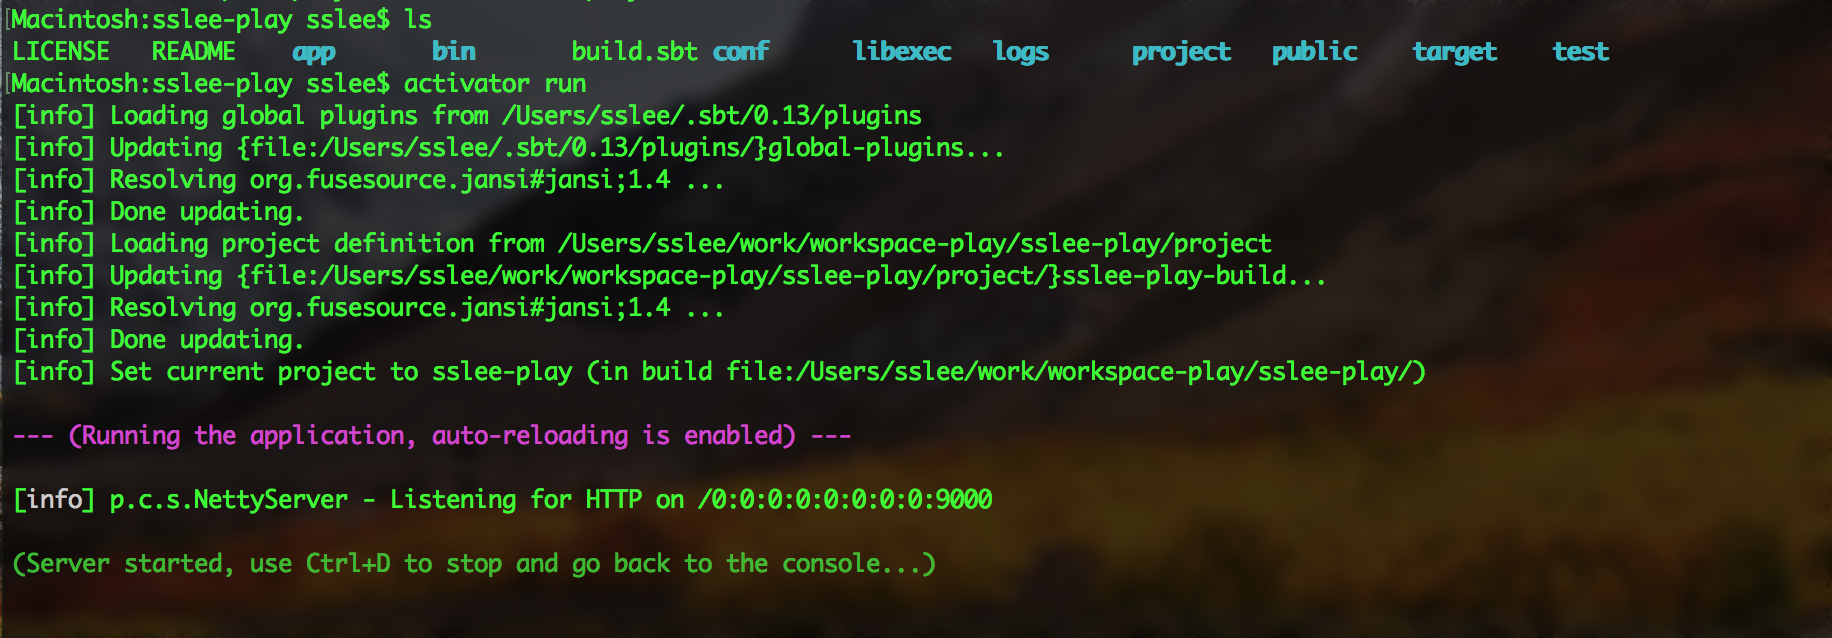 [Macintosh:sslee-play sslee$ ls
LICENSE README app bin build.sbt conf libexec logs project public target test
[Macintosh:sslee-play sslee$ activator run
[info] Loading global plugins from /Users/sslee/.sbt/0.13/plugins
[info] Updating {file:/Users/sslee/.sbt/0.13/plugins/}global-plugins...
[info] Resolving org.fusesource.jansi#jansi;1.4 ...
[info] Done updating.
[info] Loading project definition from /Users/sslee/work/workspace-play/sslee-play/project
[info] Updating {file:/Users/sslee/work/workspace-play/sslee-play/project/}sslee-play-build...
[info] Resolving org.fusesource.jansi#jansi;1.4 ...
[info] Done updating.
[info] Set current project to sslee-play (in build file:/Users/sslee/work/workspace-play/sslee-play/)
--- (Running the application, auto-reloading is enabled) ---
[info] p.c.s.NettyServer - Listening for HTTP on /0:0:0:0:0:0:0:0:9000
(Server started, use Ctrl+D to stop and go back to the console...)